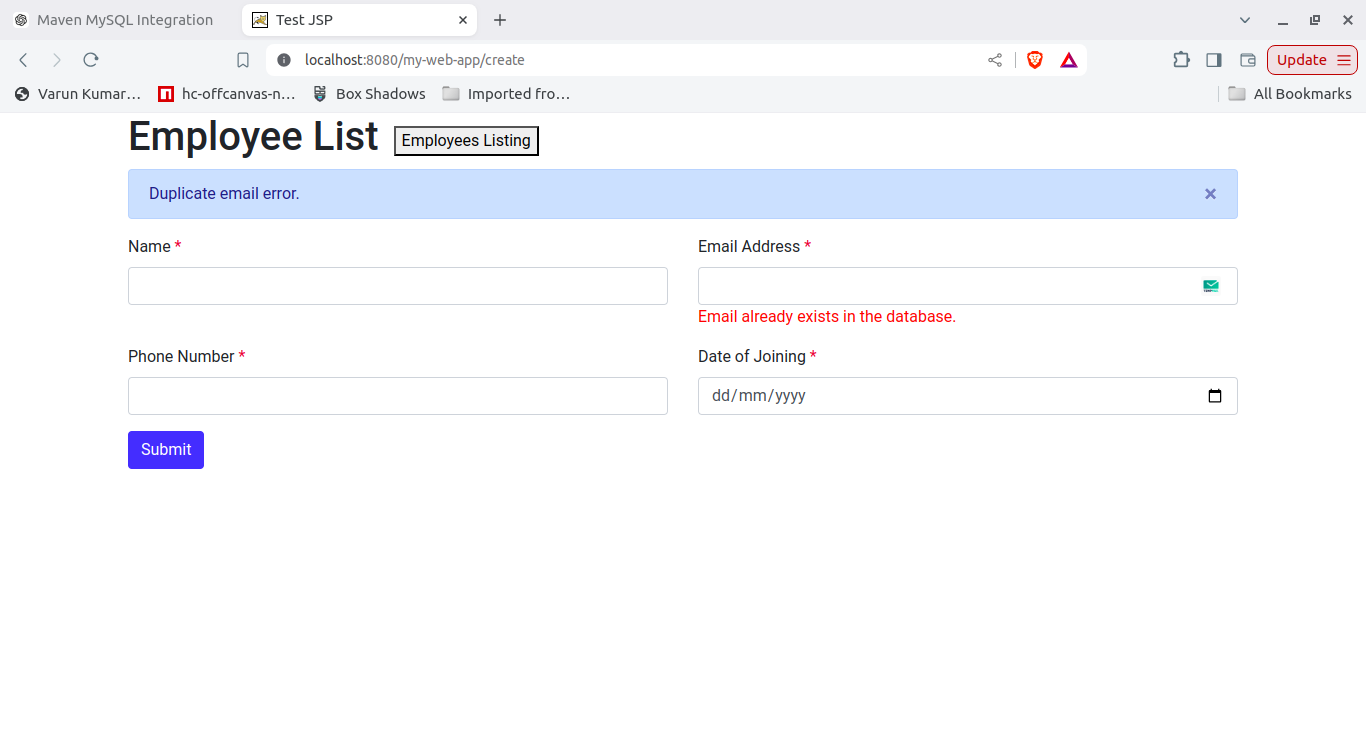 Maven MySQL Integration
Test JSP
localhost:8080/my-web-app/create
Update
Varun Kumar...
hc-offcanvas-n...
Box Shadows
Imported fro...
All Bookmarks
Employee List
Employees Listing
Duplicate email error.
Name *
Email Address *
Email already exists in the database.
Phone Number *
Date of Joining *
dd/mm/yyyy
Submit